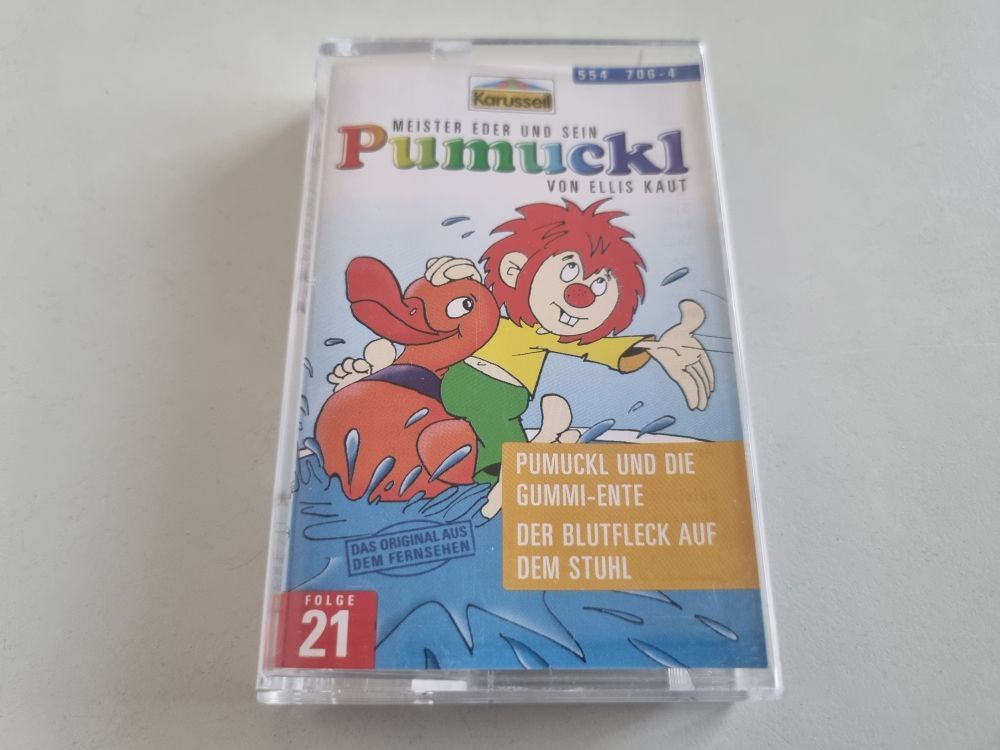 554 706-4
Karussell
MEISTER EDER UND SEIN
Pumuckl
VON ELLIS KAUT
PUMUCKL UND DIE
GUMMI-ENTE
DER BLUTFLECK AUF
DEM STUHL
DAS ORIGINAL AUS
DEM FERNSEHEN
FOLGE
21